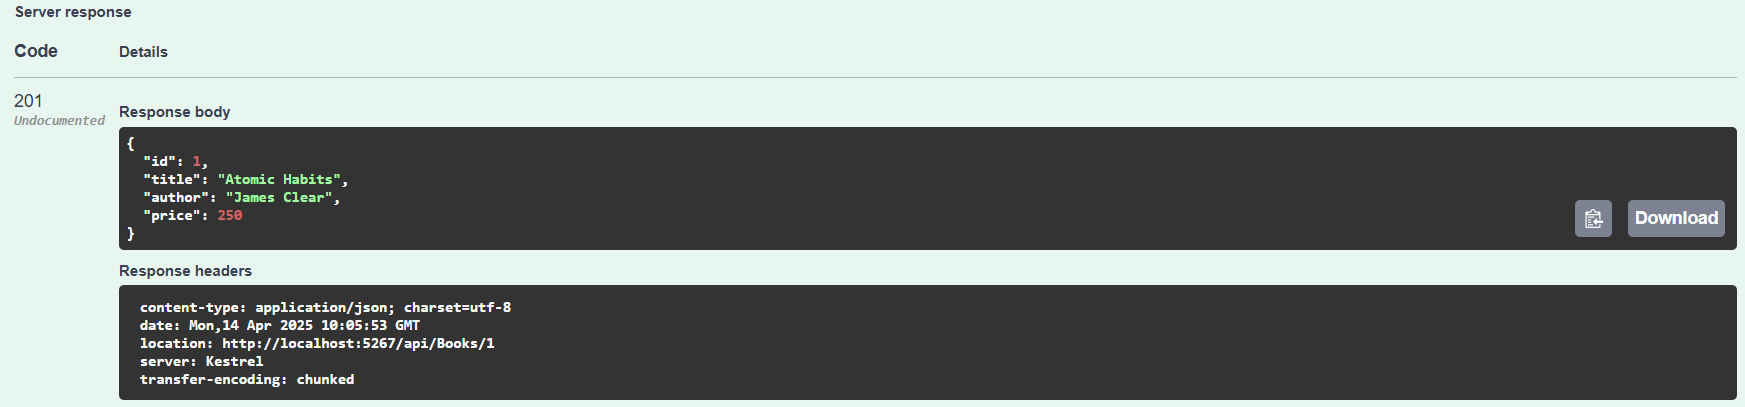 Server response
Code Details
201
Undocumented
Response body
{
"id": 1,
"title": "Atomic Habits",
"author": "James Clear",
"price": 250
}
Download
Response headers
content-type: application/json; charset=utf-8
date: Mon,14 Apr 2025 10:05:53 GMT
location: http://localhost:5267/api/Books/1
server: Kestrel
transfer-encoding: chunked